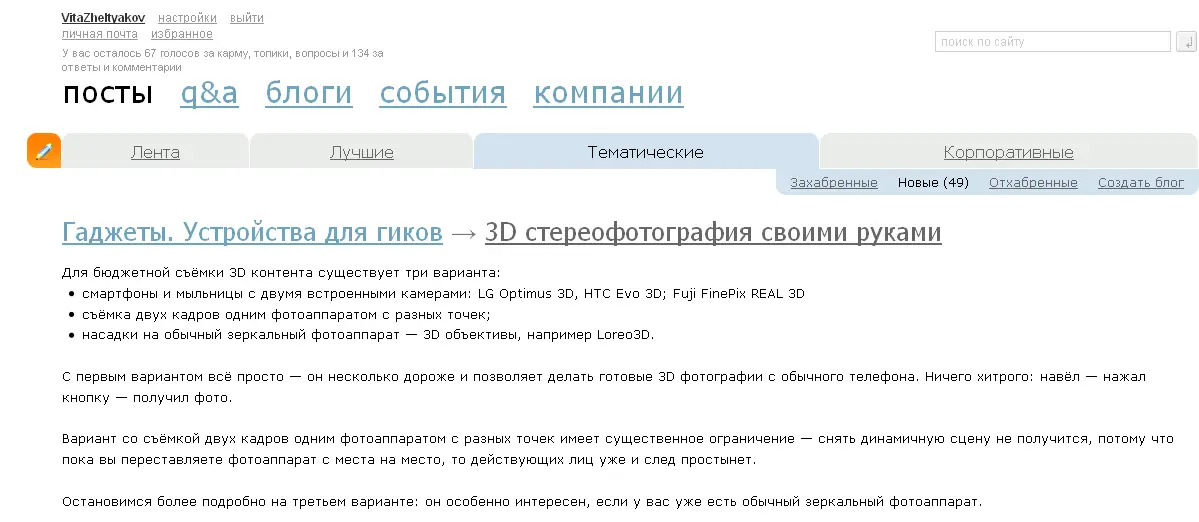 VitaZheltyakov настройки выйти
личная почта избранное
У вас осталось 67 голосов за карму, топики, вопросы и 134 за
ответы и комментарии
поиск по сайту
посты q&a блоги события компании
Лента Лучшие Тематические Корпоративные
Захабренные Новые (49) Отхабренные Создать блог
Гаджеты. Устройства для гиков → 3D стереофотография своими руками
Для бюджетной съёмки 3D контента существует три варианта:
• смартфоны и мыльницы с двумя встроенными камерами: LG Optimus 3D, HTC Evo 3D; Fuji FinePix REAL 3D
• съёмка двух кадров одним фотоаппаратом с разных точек;
• насадки на обычный зеркальный фотоаппарат — 3D объективы, например Loreo3D.
С первым вариантом всё просто — он несколько дороже и позволяет делать готовые 3D фотографии с обычного телефона. Ничего хитрого: навёл — нажал
кнопку — получил фото.
Вариант со съёмкой двух кадров одним фотоаппаратом с разных точек имеет существенное ограничение — снять динамичную сцену не получится, потому что
пока вы переставляете фотоаппарат с места на место, то действующих лиц уже и след простынет.
Остановимся более подробно на третьем варианте: он особенно интересен, если у вас уже есть обычный зеркальный фотоаппарат.